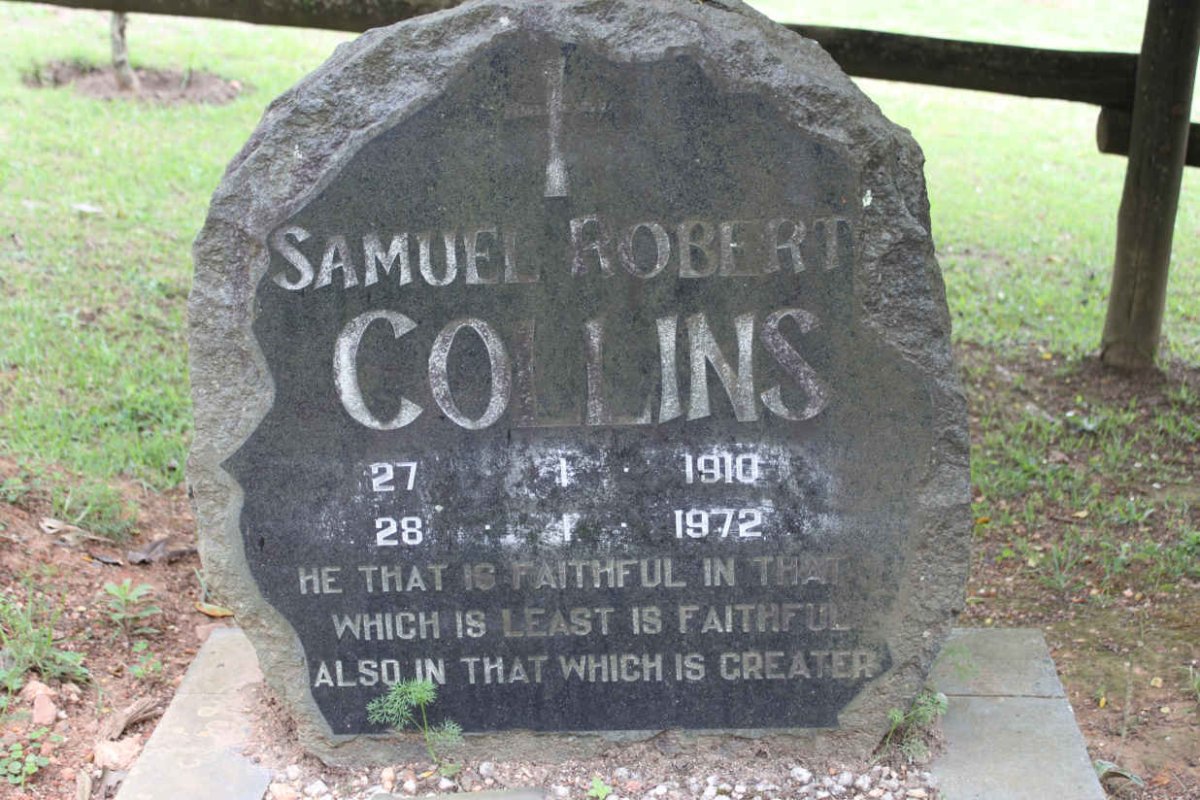 SAMUEL ROBERT
COLLINS
27 · 1 · 1910
28 · 1 · 1972
HE THAT IS FAITHFUL IN THAT
WHICH IS LEAST IS FAITHFUL
ALSO IN THAT WHICH IS GREATER